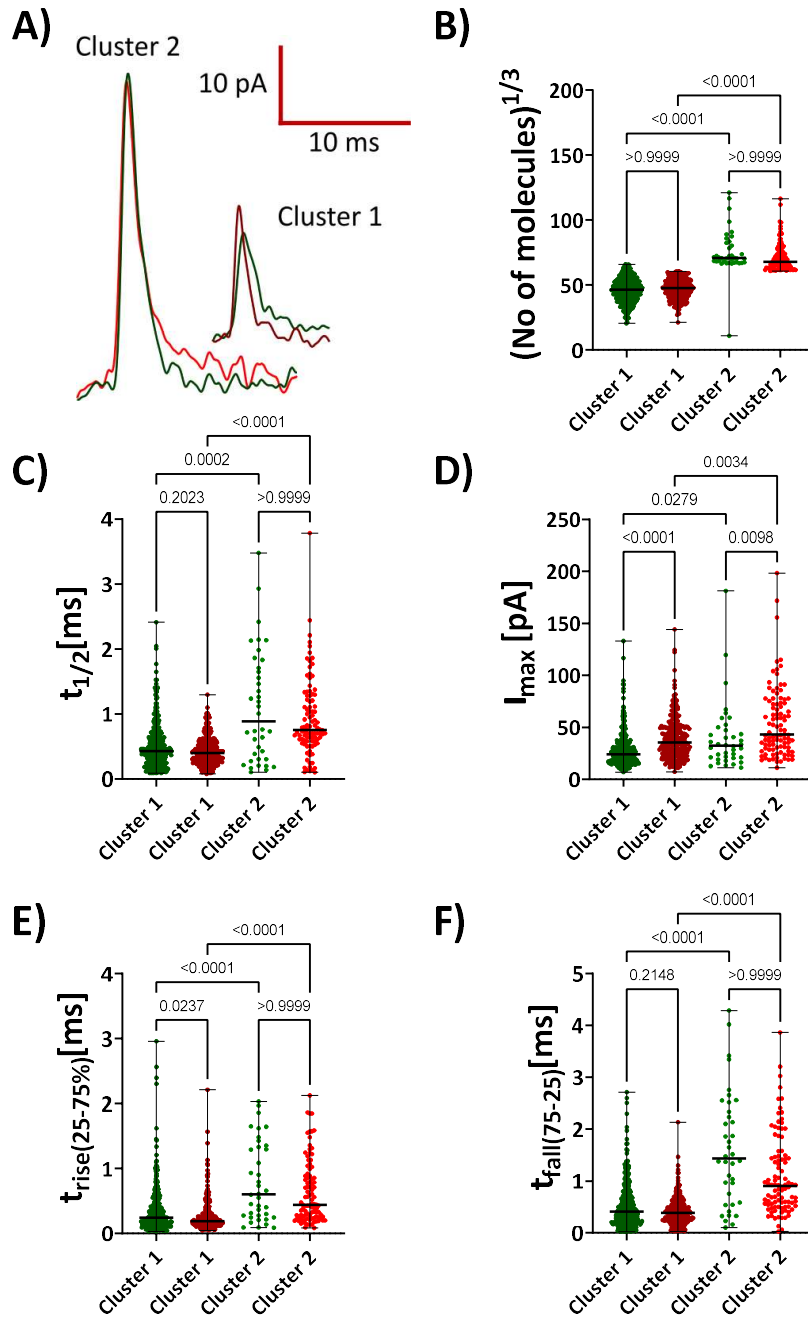 A)
Cluster 2
10 pA
10 ms
Cluster 1
B)
(No of molecules)1/3
200
150
100
50
0
<0.0001
<0.0001
>0.9999
>0.9999
Cluster 1
Cluster 1
Cluster 2
Cluster 2
C)
t1/2[ms]
4
3
2
1
0
<0.0001
0.0002
0.2023
>0.9999
Cluster 1
Cluster 1
Cluster 2
Cluster 2
D)
Imax [pA]
250
200
150
100
50
0
0.0034
0.0279
<0.0001
0.0098
Cluster 1
Cluster 1
Cluster 2
Cluster 2
E)
trise(25-75%)[ms]
4
3
2
1
0
<0.0001
<0.0001
0.0237
>0.9999
Cluster 1
Cluster 1
Cluster 2
Cluster 2
F)
tfall(75-25)[ms]
5
4
3
2
1
0
<0.0001
<0.0001
0.2148
>0.9999
Cluster 1
Cluster 1
Cluster 2
Cluster 2